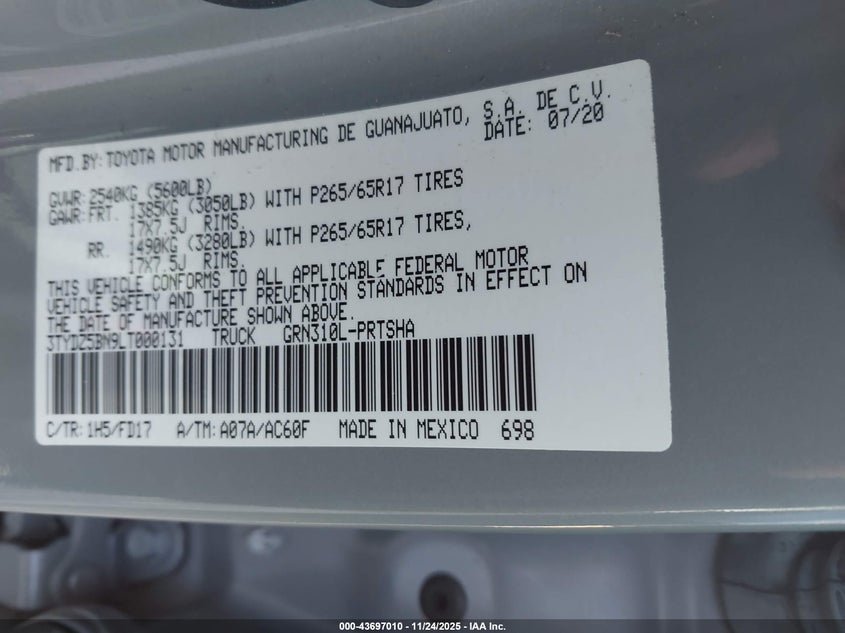 MFD.BY:TOYOTA MOTOR MANUFACTURING DE GUANAJUATO, S.A. DE C.V.
DATE: 07/20
GVWR:2540KG (5600LB)
GAWR:FRT. 1385KG (3050LB) WITH P265/65R17 TIRES
17X7.5J RIMS.
RR. 1490KG (3280LB) WITH P265/65R17 TIRES,
17X7.5J RIMS.
THIS VEHICLE CONFORMS TO ALL APPLICABLE FEDERAL MOTOR
VEHICLE SAFETY AND THEFT PREVENTION STANDARDS IN EFFECT ON
THE DATE OF MANUFACTURE SHOWN ABOVE.
3TYDZ5BN9LT000131 TRUCK GRN310L-PRTSHA
C/TR:1H5/FD17 A/TM:A07A/AC60F MADE IN MEXICO 698
000-43697010 - 11/24/2025 - IAA Inc.